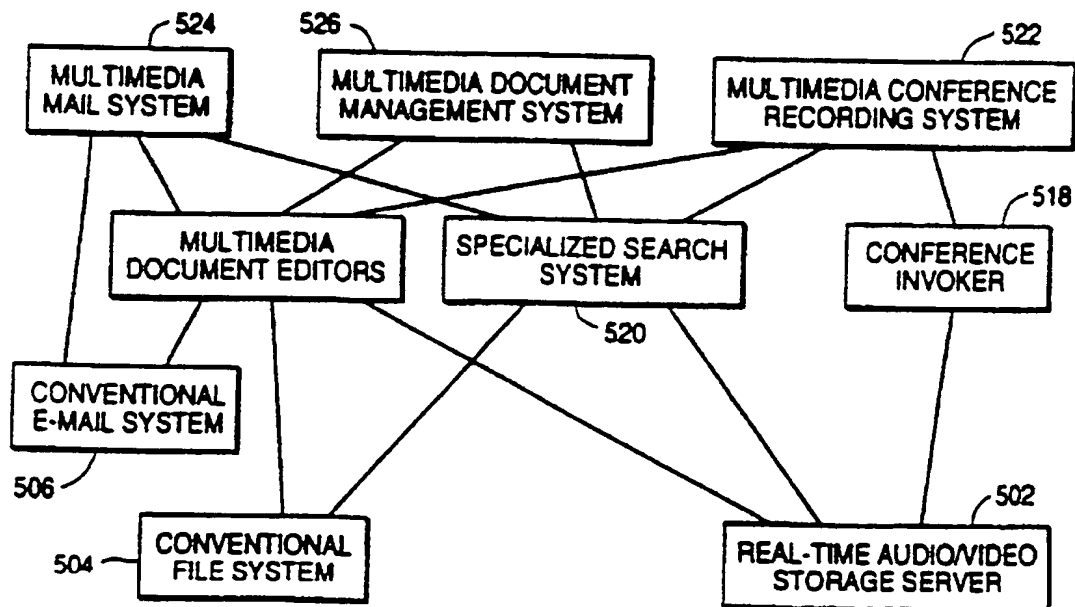 524
MULTIMEDIA
MAIL SYSTEM
526
MULTIMEDIA DOCUMENT
MANAGEMENT SYSTEM
522
MULTIMEDIA CONFERENCE
RECORDING SYSTEM
MULTIMEDIA
DOCUMENT EDITORS
SPECIALIZED SEARCH
SYSTEM
520
518
CONFERENCE
INVOKER
CONVENTIONAL
E-MAIL SYSTEM
506
504
CONVENTIONAL
FILE SYSTEM
502
REAL-TIME AUDIO/VIDEO
STORAGE SERVER